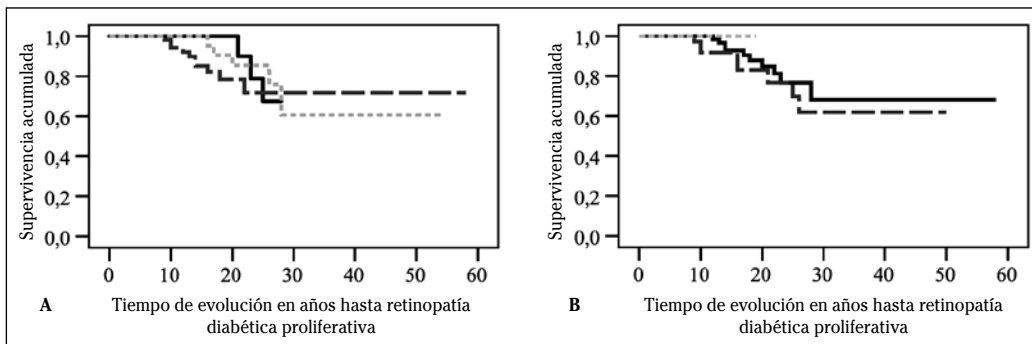 Supervivencia acumulada
1,0
0,8
0,6
0,4
0,2
0,0
0 10 20 30 40 50 60
A Tiempo de evolución en años hasta retinopatía
diabética proliferativa
Supervivencia acumulada
1,0
0,8
0,6
0,4
0,2
0,0
0 10 20 30 40 50 60
B Tiempo de evolución en años hasta retinopatía
diabética proliferativa